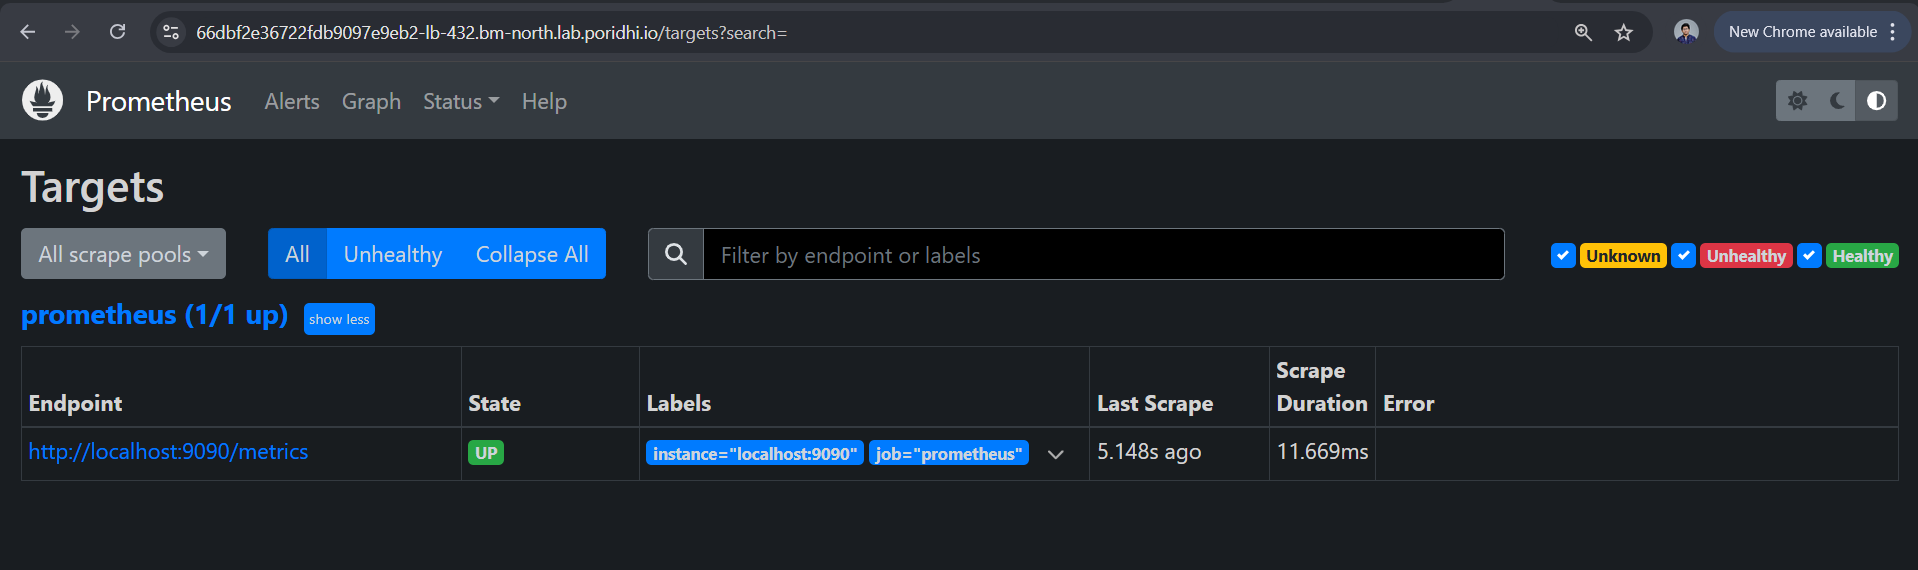 66dbf2e36722fdb9097e9eb2-lb-432.bm-north.lab.poridhi.io/targets?search=
New Chrome available
Prometheus Alerts Graph Status Help
Targets
All scrape pools All Unhealthy Collapse All Filter by endpoint or labels Unknown Unhealthy Healthy
prometheus (1/1 up) show less
Endpoint State Labels Last Scrape Scrape Duration Error
http://localhost:9090/metrics UP instance="localhost:9090" job="prometheus" 5.148s ago 11.669ms